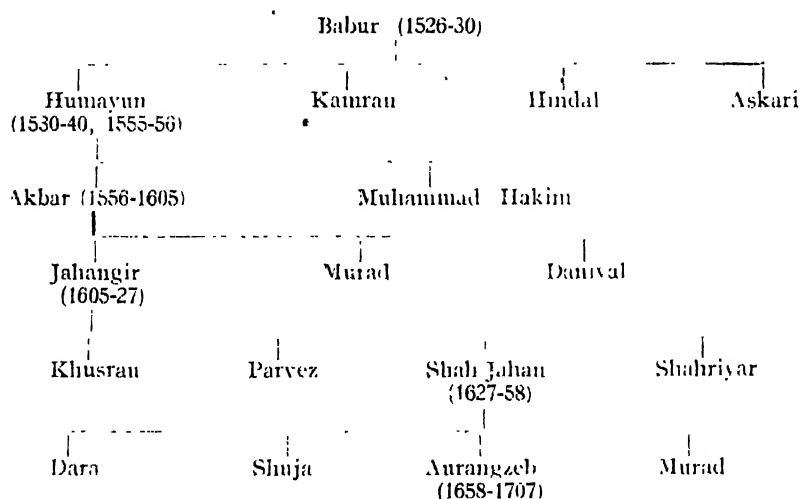 Babur (1526-30)
Humayun Kamran Hindal Askari
(1530-40, 1555-56)
Akbar (1556-1605) Muhammad Hakim
Jahangir Murad Daniyal
(1605-27)
Khusrau Parvez Shah Jahan Shahriyar
(1627-58)
Dara Shuja Aurangzeb Murad
(1658-1707)